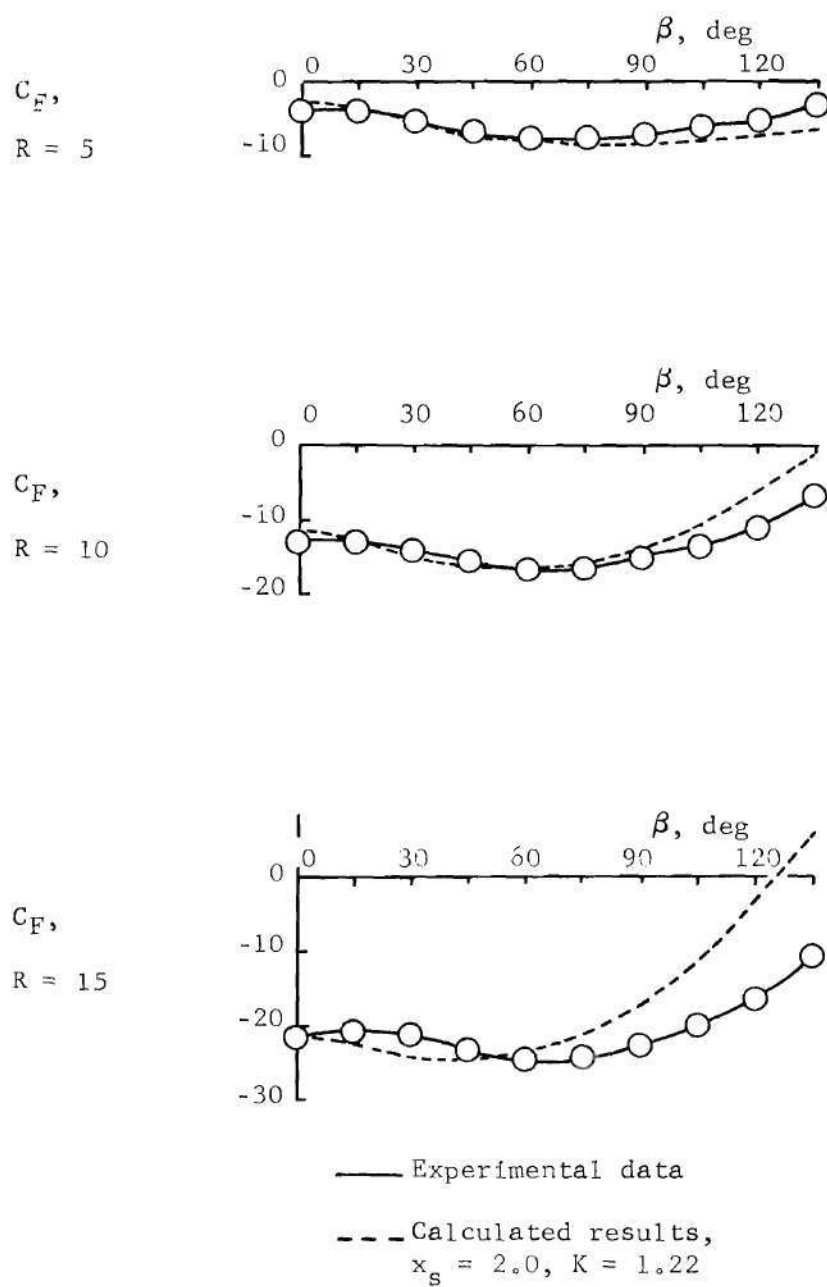 β, deg
0 30 60 90 120
C_F,
R = 5
0
-10
β, deg
0 30 60 90 120
C_F,
R = 10
0
-10
-20
β, deg
0 30 60 90 120
C_F,
R = 15
0
-10
-20
-30
Experimental data
Calculated results,
x_s = 2.0, K = 1.22